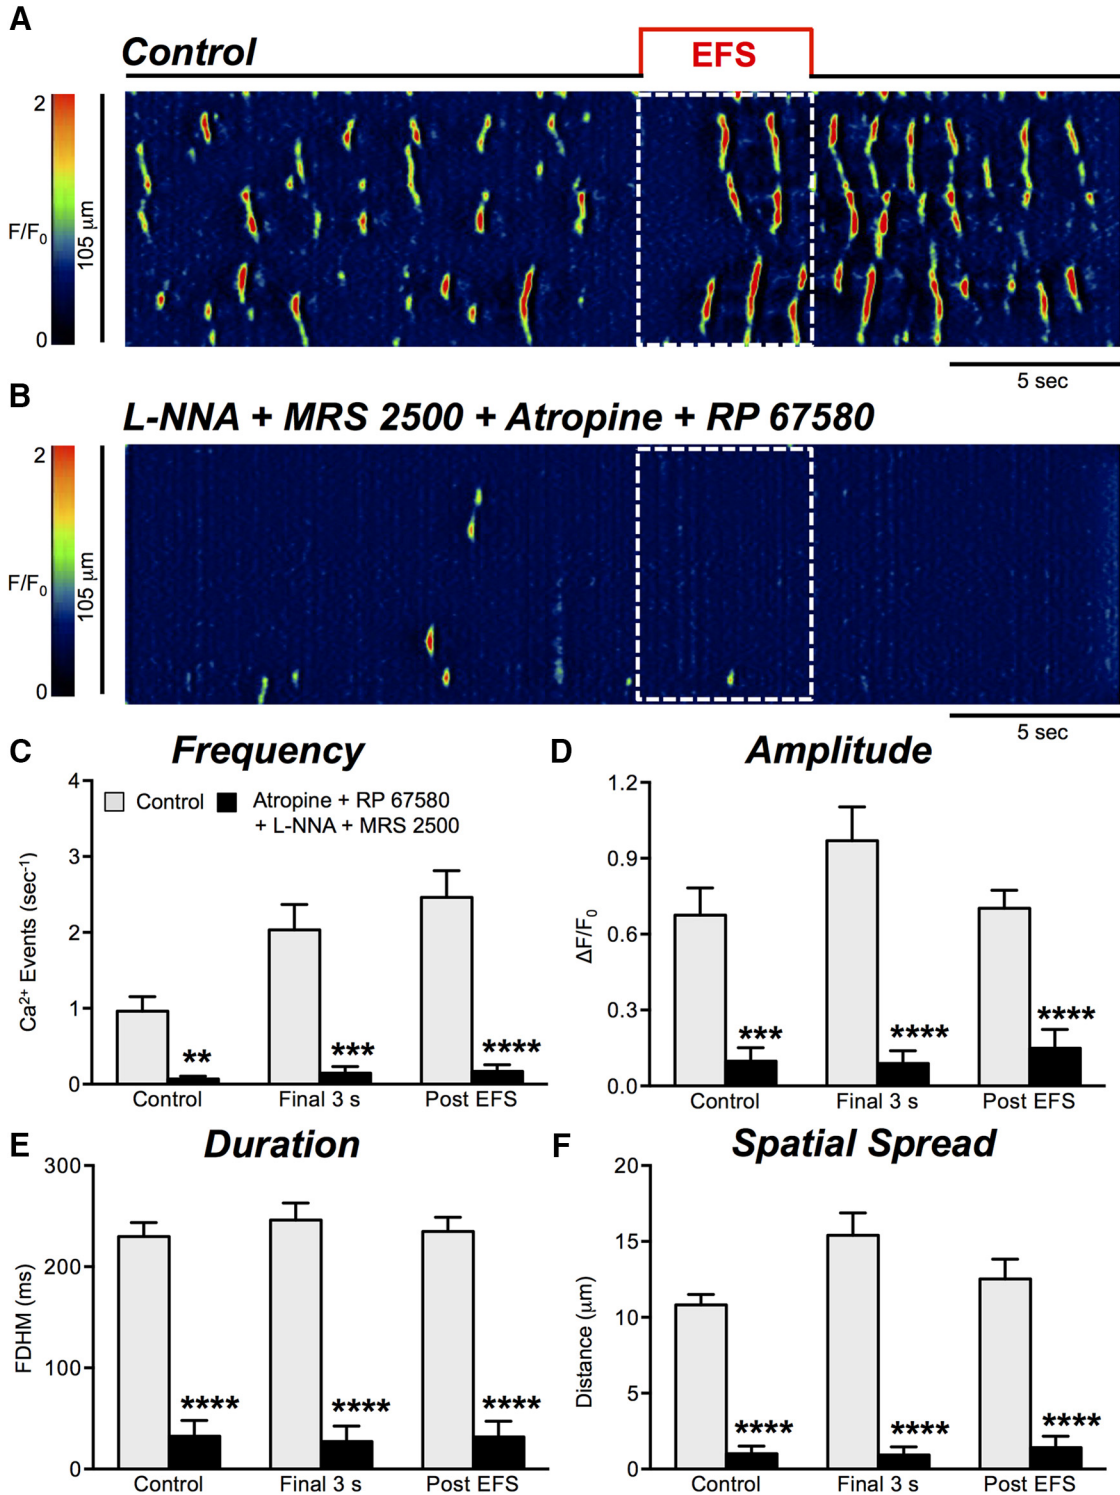 A
Control
EFS
2
F/F0
0
105 µm
5 sec
B
L-NNA + MRS 2500 + Atropine + RP 67580
2
F/F0
0
105 µm
5 sec
C
Frequency
4
3
2
1
0
Ca2+ Events (sec-1)
Control
Atropine + RP 67580
+ L-NNA + MRS 2500
**
***
****
Control
Final 3 s
Post EFS
D
Amplitude
1.2
0.9
0.6
0.3
0.0
ΔF/F0
***
****
****
Control
Final 3 s
Post EFS
E
Duration
300
200
100
0
FDHM (ms)
****
****
****
Control
Final 3 s
Post EFS
F
Spatial Spread
20
15
10
5
0
Distance (µm)
****
****
****
Control
Final 3 s
Post EFS